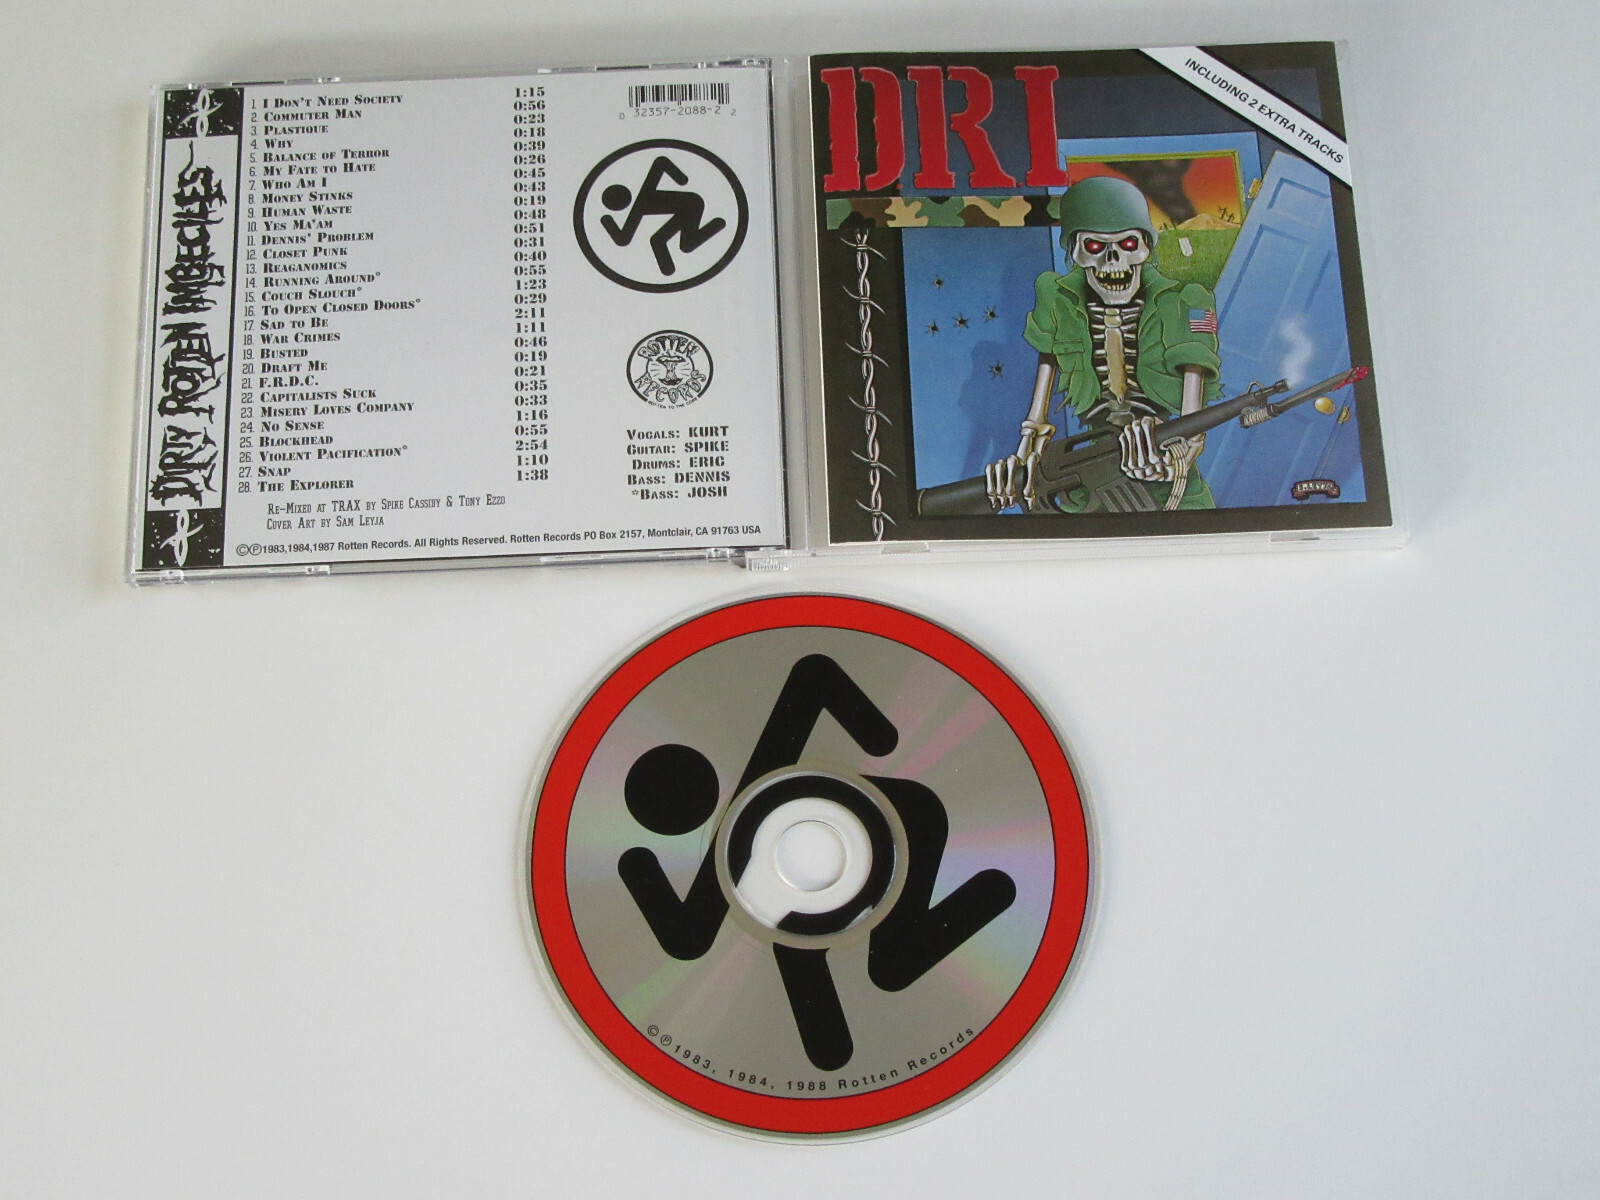 DIRTY ROTTEN IMBECILES
1. I Don't Need Society 1:15
2. Commuter Man 0:56
3. Plastique 0:23
4. Why 0:18
5. Balance of Terror 0:39
6. My Fate to Hate 0:26
7. Who Am I 0:45
8. Money Stinks 0:43
9. Human Waste 0:19
10. Yes Ma'am 0:48
11. Dennis' Problem 0:51
12. Closet Punk 0:31
13. Reaganomics 0:40
14. Running Around* 0:55
15. Couch Slouch* 1:23
16. To Open Closed Doors* 0:29
17. Sad to Be 2:11
18. War Crimes 1:11
19. Busted 0:46
20. Draft Me 0:19
21. F.R.D.C. 0:21
22. Capitalists Suck 0:35
23. Misery Loves Company 0:33
24. No Sense 1:16
25. Blockhead 0:55
26. Violent Pacification* 2:54
27. Snap 1:10
28. The Explorer 1:38
Re-Mixed at TRAX by Spike Cassidy & Tony Ezzo
Cover Art by Sam Leyja
©℗1983,1984,1987 Rotten Records. All Rights Reserved. Rotten Records PO Box 2157, Montclair, CA 91763 USA
0 32357-2088-2 2
ROTTEN RECORDS
ROTTEN TO THE CORE
Vocals: KURT
Guitar: SPIKE
Drums: ERIC
Bass: DENNIS
*Bass: JOSH
D.R.I.
INCLUDING 2 EXTRA TRACKS
©℗1983, 1984, 1988 Rotten Records